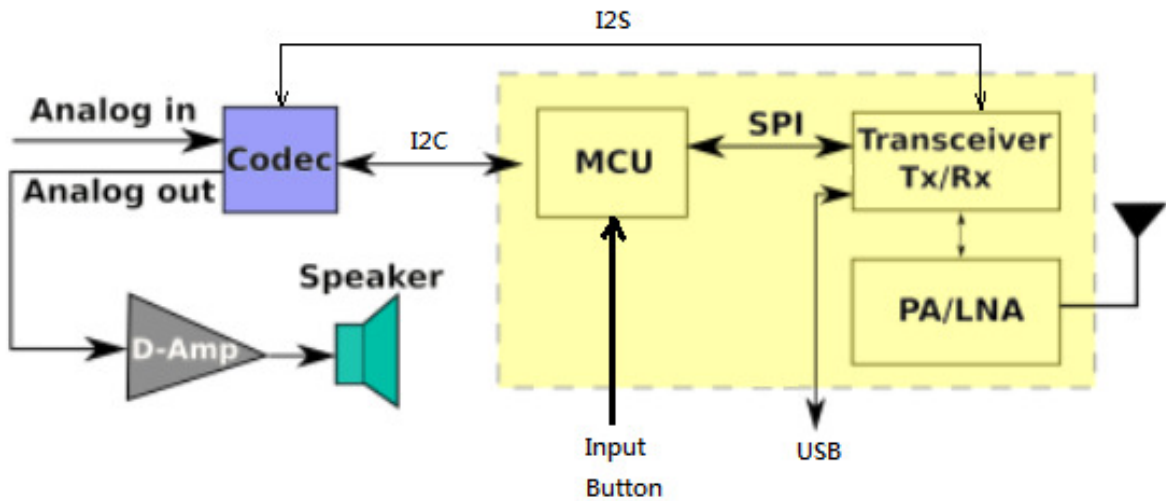 I2S
Analog in
Codec
I2C
MCU
SPI
Transceiver
Tx/Rx
Analog out
Speaker
D-Amp
PA/LNA
Input
Button
USB